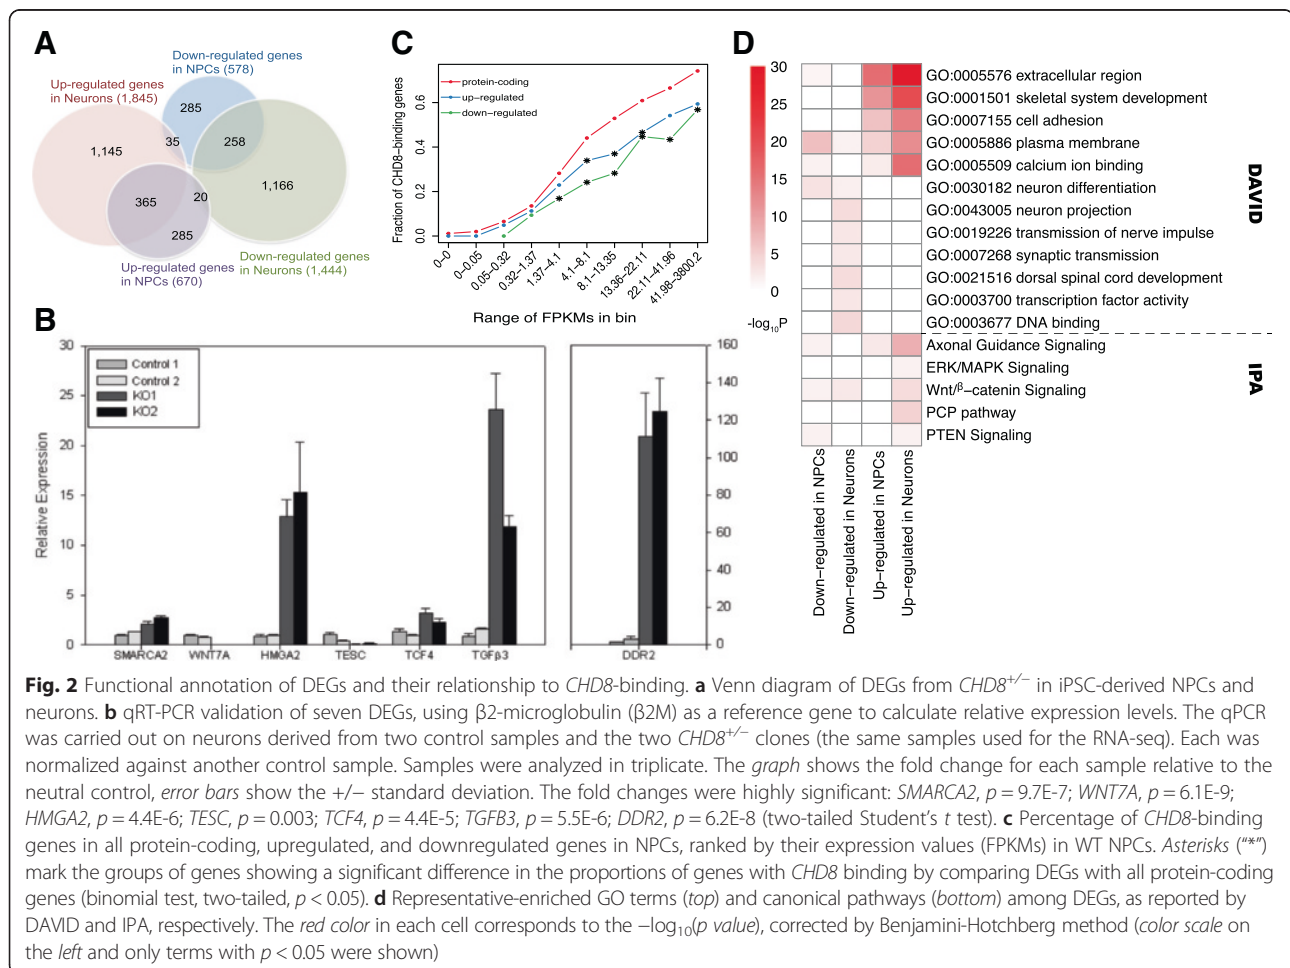 A
Down-regulated genes
in NPCs (578)
Up-regulated genes
in Neurons (1,845)
285
35
258
1,145
1,166
365
20
285
Up-regulated genes
in NPCs (670)
Down-regulated genes
in Neurons (1,444)
B
30
25
20
15
10
5
0
Relative Expression
Control 1
Control 2
KO1
KO2
SMARCA2
WNT7A
HMGA2
TESC
TCF4
TGFβ3
160
140
120
100
80
60
40
20
0
DDR2
C
protein-coding
up-regulated
down-regulated
0.6
0.4
0.2
0.0
Fraction of CHD8-binding genes
0-0
0-0.05
0.05-0.32
0.32-1.37
1.37-4.1
4.1-8.1
8.1-13.35
13.36-22.11
22.11-41.96
41.98-3800.2
Range of FPKMs in bin
D
30
25
20
15
10
5
0
-log10P
GO:0005576 extracellular region
GO:0001501 skeletal system development
GO:0007155 cell adhesion
GO:0005886 plasma membrane
GO:0005509 calcium ion binding
GO:0030182 neuron differentiation
GO:0043005 neuron projection
GO:0019226 transmission of nerve impulse
GO:0007268 synaptic transmission
GO:0021516 dorsal spinal cord development
GO:0003700 transcription factor activity
GO:0003677 DNA binding
Axonal Guidance Signaling
ERK/MAPK Signaling
Wnt/β-catenin Signaling
PCP pathway
PTEN Signaling
DAVID
IPA
Down-regulated in NPCs
Down-regulated in Neurons
Up-regulated in NPCs
Up-regulated in Neurons
Fig. 2 Functional annotation of DEGs and their relationship to CHD8-binding. a Venn diagram of DEGs from CHD8+/− in iPSC-derived NPCs and
neurons. b qRT-PCR validation of seven DEGs, using β2-microglobulin (β2M) as a reference gene to calculate relative expression levels. The qPCR
was carried out on neurons derived from two control samples and the two CHD8+/− clones (the same samples used for the RNA-seq). Each was
normalized against another control sample. Samples were analyzed in triplicate. The graph shows the fold change for each sample relative to the
neutral control, error bars show the +/− standard deviation. The fold changes were highly significant: SMARCA2, p = 9.7E-7; WNT7A, p = 6.1E-9;
HMGA2, p = 4.4E-6; TESC, p = 0.003; TCF4, p = 4.4E-5; TGFB3, p = 5.5E-6; DDR2, p = 6.2E-8 (two-tailed Student's t test). c Percentage of CHD8-binding
genes in all protein-coding, upregulated, and downregulated genes in NPCs, ranked by their expression values (FPKMs) in WT NPCs. Asterisks ("*")
mark the groups of genes showing a significant difference in the proportions of genes with CHD8 binding by comparing DEGs with all protein-coding
genes (binomial test, two-tailed, p < 0.05). d Representative-enriched GO terms (top) and canonical pathways (bottom) among DEGs, as reported by
DAVID and IPA, respectively. The red color in each cell corresponds to the −log10(p value), corrected by Benjamini-Hotchberg method (color scale on
the left and only terms with p < 0.05 were shown)